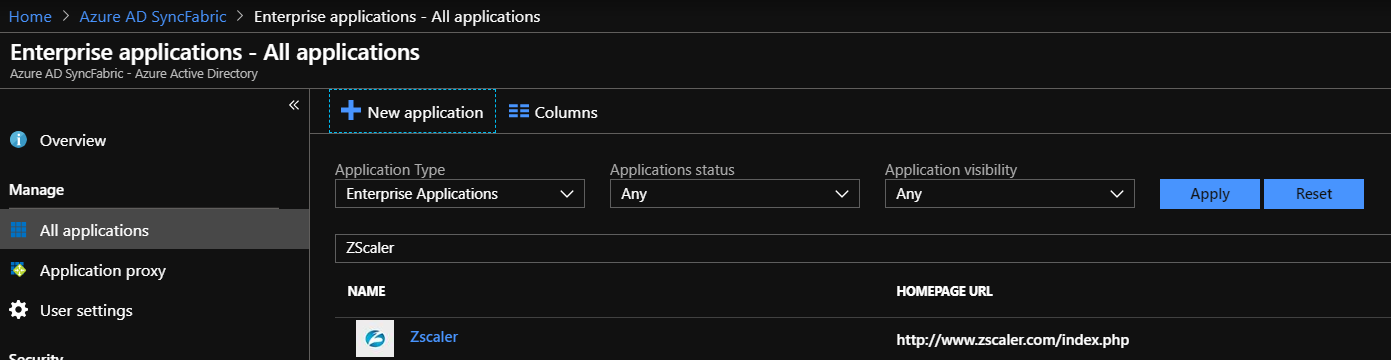 Home > Azure AD SyncFabric > Enterprise applications - All applications
Enterprise applications - All applications
Azure AD SyncFabric - Azure Active Directory
«
Overview
Manage
All applications
Application proxy
User settings
Security
New application Columns
Application Type Applications status Application visibility
Enterprise Applications Any Any Apply Reset
ZScaler
NAME HOMEPAGE URL
Zscaler http://www.zscaler.com/index.php